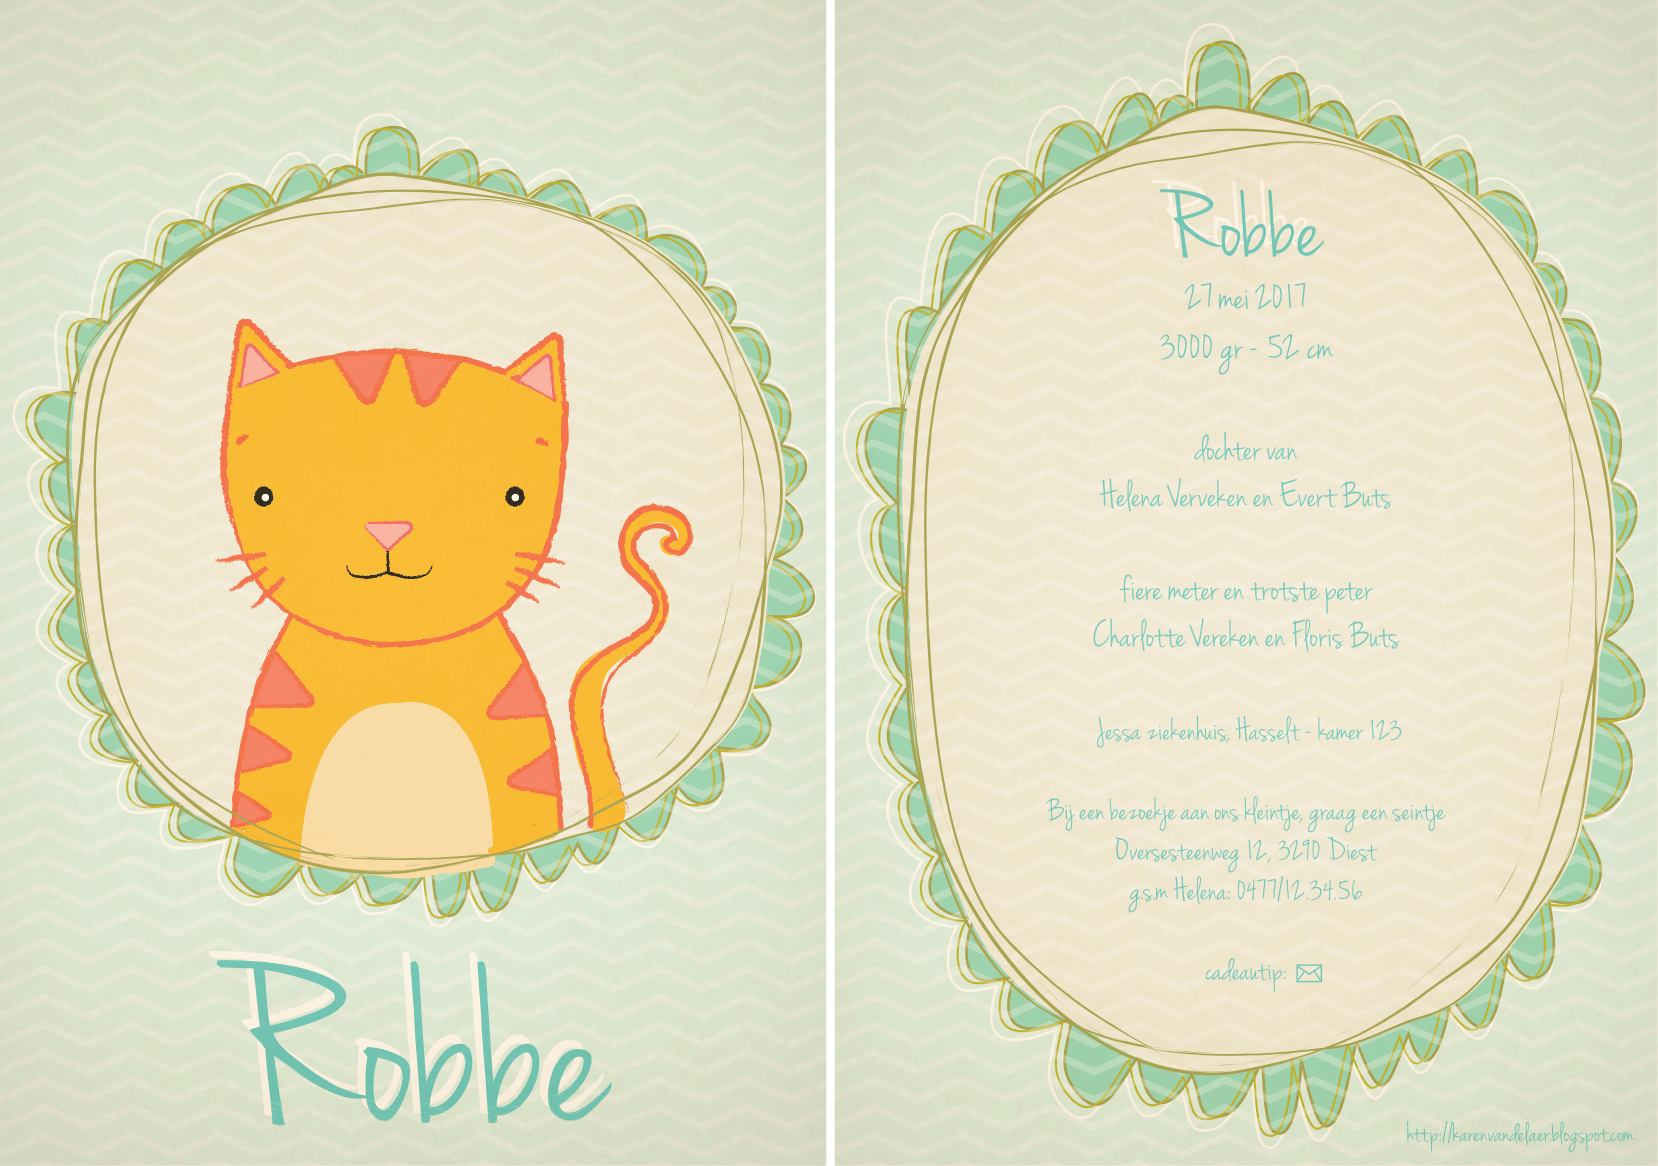 Robbe
Robbe
27 mei 2017
3000 gr - 52 cm
dochter van
Helena Verveken en Evert Buts
fiere meter en trotste peter
Charlotte Vereken en Floris Buts
Jessa ziekenhuis, Hasselt - kamer 123
Bij een bezoekje aan ons kleintje, graag een seintje
Oversesteenweg 12, 3290 Diest
g.s.m Helena: 0477/12.34.56
cadeautip:
http://karenvandelaer.blogspot.com